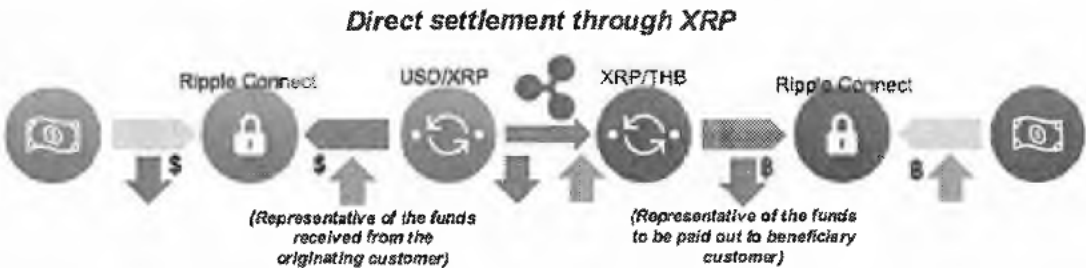 Direct settlement through XRP
Ripple Connect
USD/XRP
XRP/THB
Ripple Connect
$
$
฿
฿
(Representative of the funds
received from the
originating customer)
(Representative of the funds
to be paid out to beneficiary
customer)